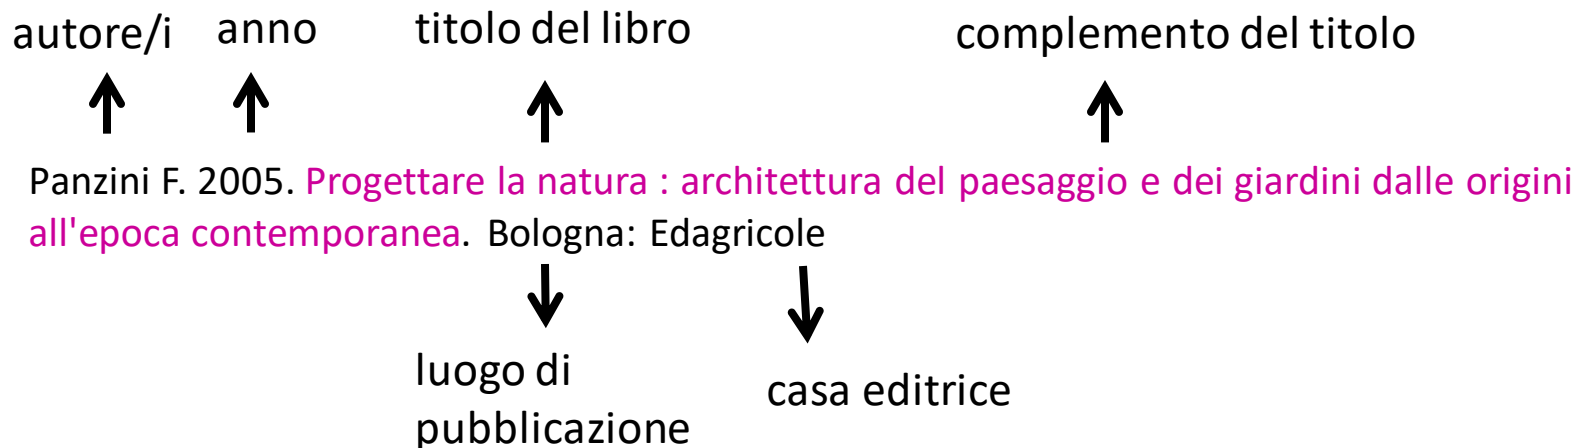 autore/i anno titolo del libro complemento del titolo
Panzini F. 2005. Progettare la natura : architettura del paesaggio e dei giardini dalle origini
all'epoca contemporanea. Bologna: Edagricole
luogo di
pubblicazione
casa editrice